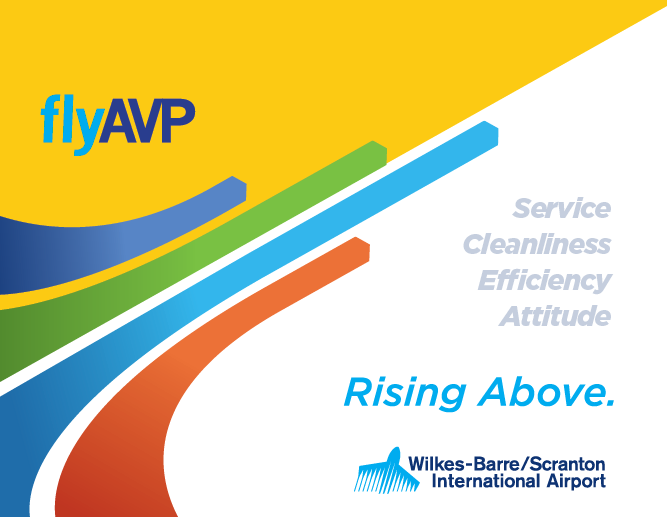 flyAVP
Service
Cleanliness
Efficiency
Attitude
Rising Above.
Wilkes-Barre/Scranton
International Airport